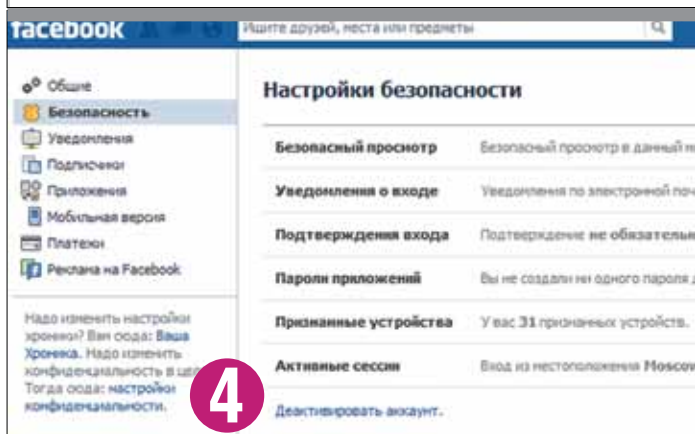 facebook
Ищите друзей, места или предметы
Общие
Безопасность
Уведомления
Подписчики
Приложения
Мобильная версия
Платежи
Реклама на Facebook
Надо изменить настройки
хроники? Вам сюда: Ваша
Хроника. Надо изменить
конфиденциальность в
Тогда сюда: настройки
конфиденциальности.
4
Настройки безопасности
Безопасный просмотр Безопасный просмотр в данный
Уведомления о входе Уведомления по электронной
Подтверждения входа Подтверждение не
Пароли приложений Вы не создали ни одного пароля
Признанные устройства У вас 31 признанных устройств.
Активные сессии Вход из местоположения Moscow
Деактивировать аккаунт.